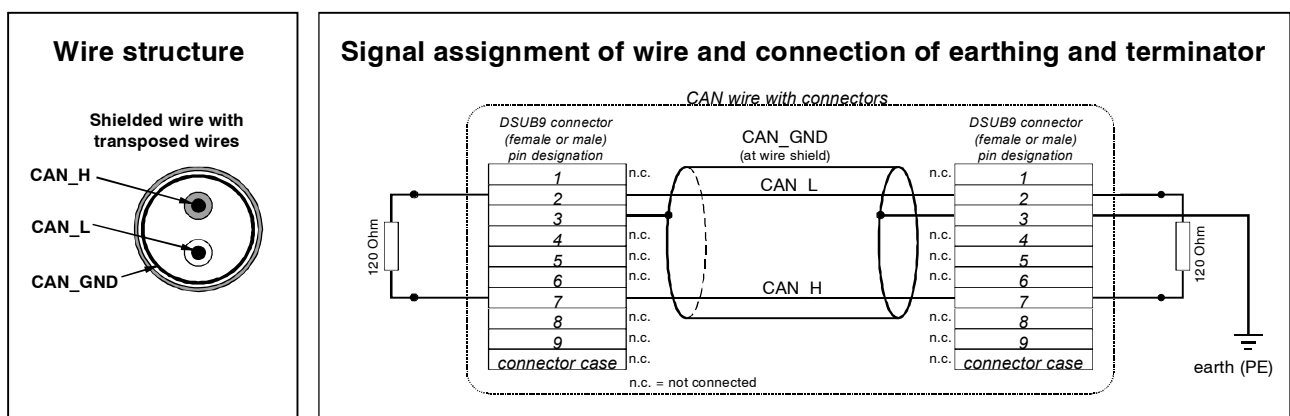 Wire structure
Shielded wire with
transposed wires
CAN_H
CAN_L
CAN_GND
Signal assignment of wire and connection of earthing and terminator
CAN wire with connectors
DSUB9 connector
(female or male)
pin designation
CAN_GND
(at wire shield)
DSUB9 connector
(female or male)
pin designation
1 n.c. n.c. 1
2 CAN_L 2
3 3
4 n.c. n.c. 4
5 n.c. n.c. 5
6 n.c. n.c. 6
7 CAN_H 7
8 n.c. n.c. 8
9 n.c. n.c. 9
connector case n.c. n.c. connector case
n.c. = not connected
120 Ohm
120 Ohm
earth (PE)